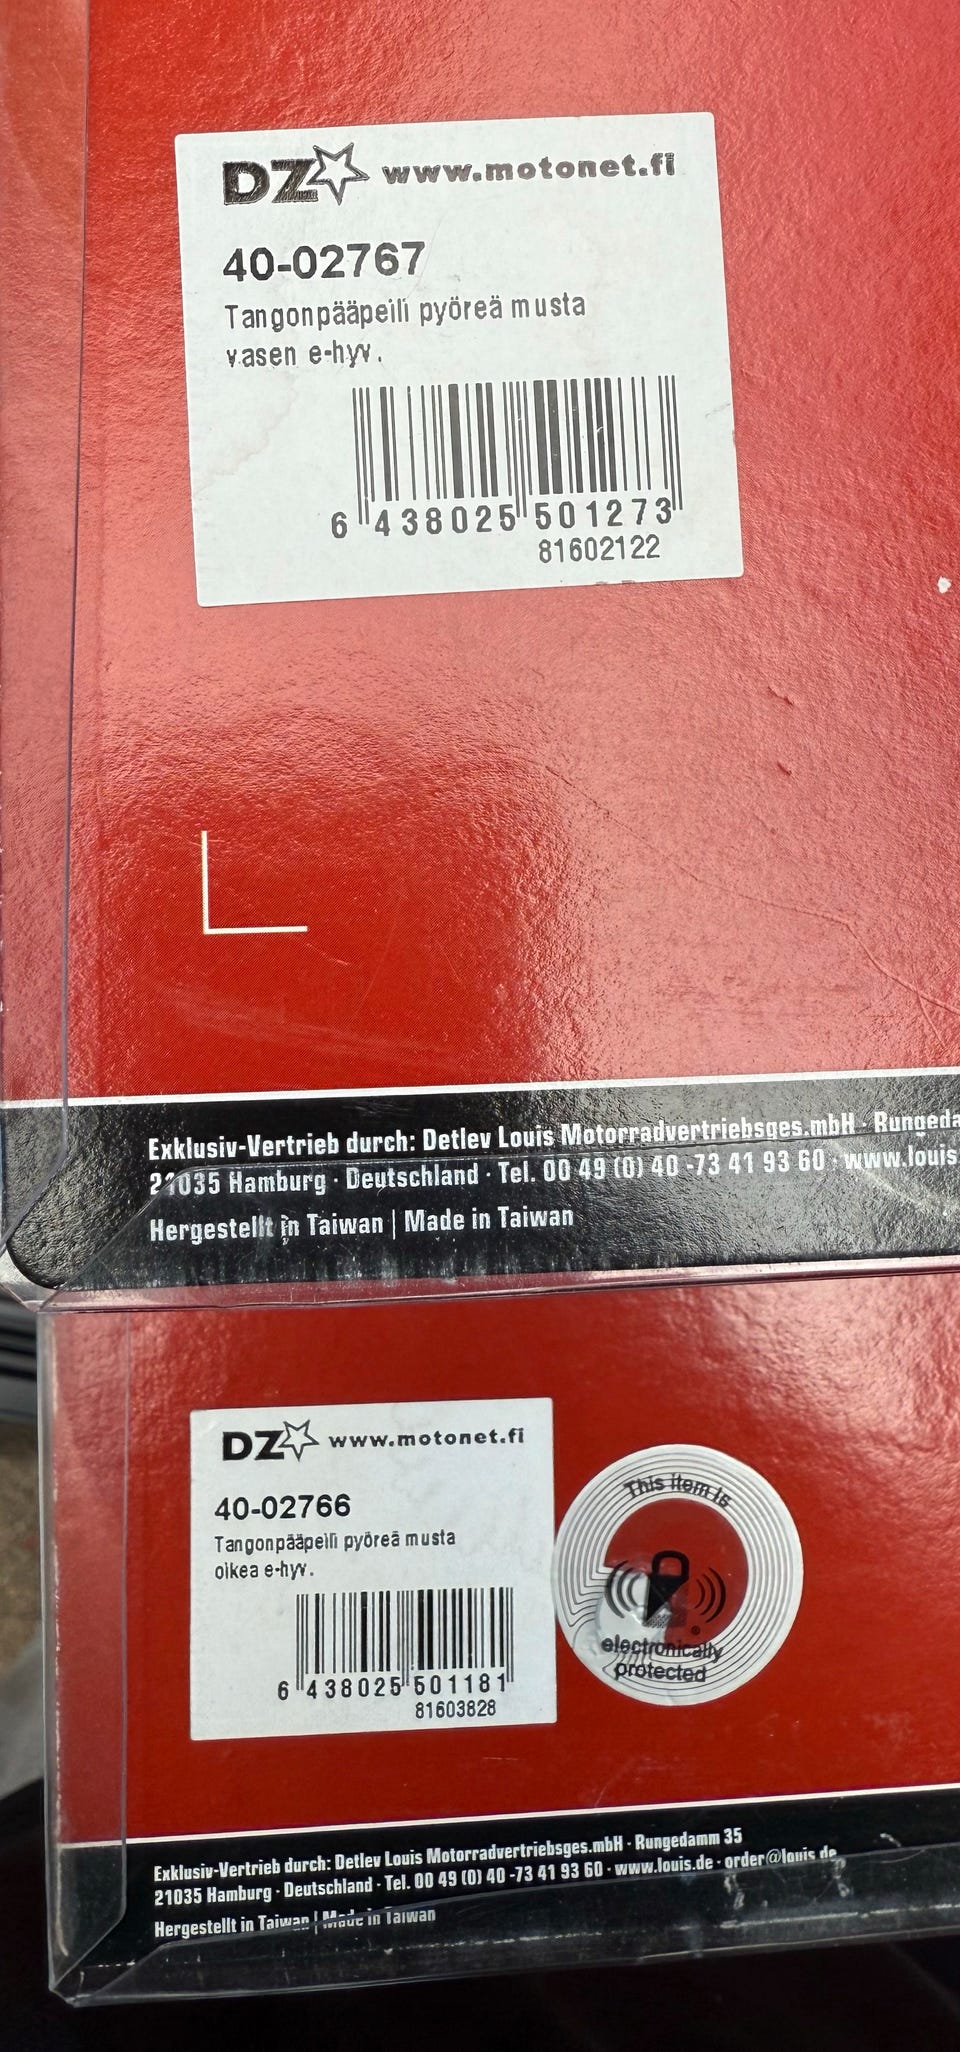 DZ www.motonet.fi
40-02767
Tangonpääpeili pyöreä musta
vasen e-hyv.
6 438025 501273
81602122
Exklusiv-Vertrieb durch: Detlev Louis Motorradvertriebsges.mbH · Rungeda
21035 Hamburg · Deutschland · Tel. 00 49 (0) 40 -73 41 93 60 · www.louis
Hergestellt in Taiwan | Made in Taiwan
DZ www.motonet.fi
40-02766
Tangonpääpeili pyöreä musta
oikea e-hyv.
6 438025 501181
81603828
This item is
electronically
protected
Exklusiv-Vertrieb durch: Detlev Louis Motorradvertriebsges.mbH · Rungedamm 35
21035 Hamburg · Deutschland · Tel. 00 49 (0) 40 -73 41 93 60 · www.louis.de · order@louis.de
Hergestellt in Taiwan | Made in Taiwan